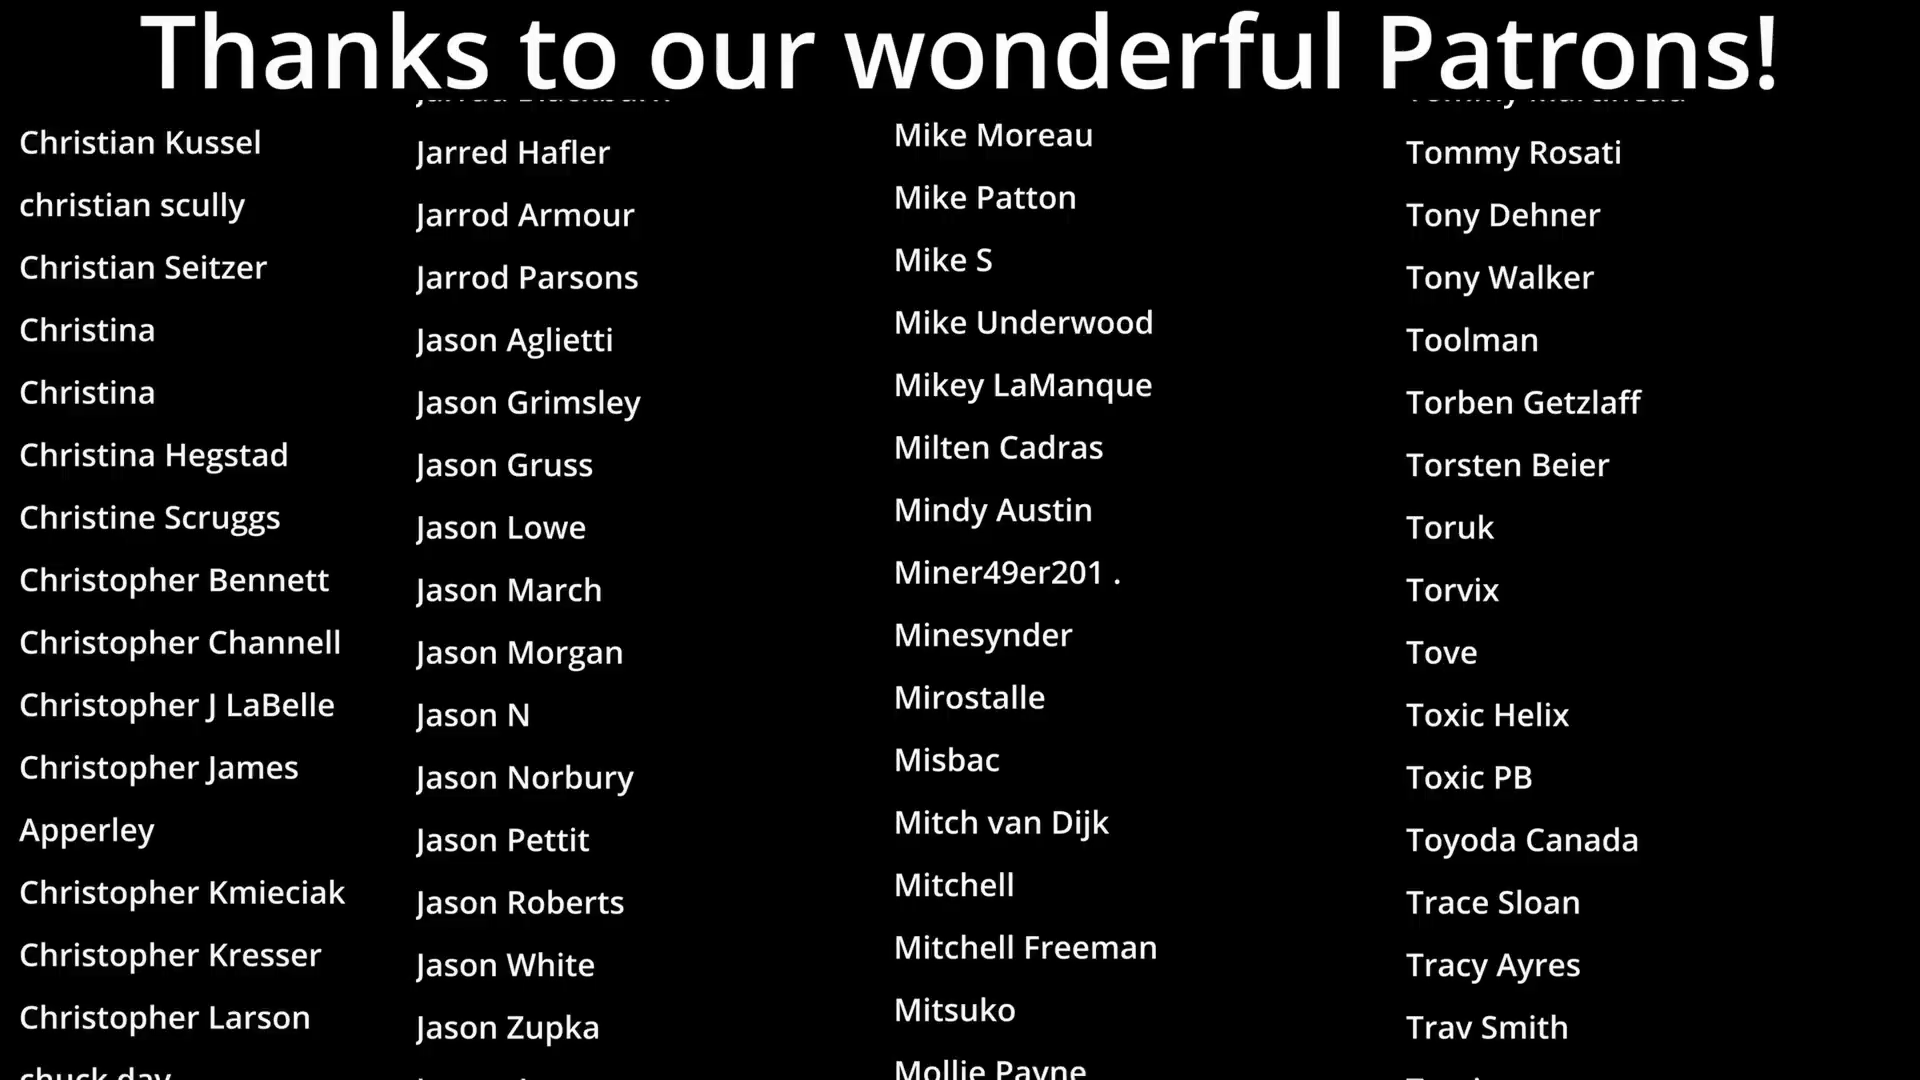 Thanks to our wonderful Patrons!
Christian Kussel
christian scully
Christian Seitzer
Christina
Christina
Christina Hegstad
Christine Scruggs
Christopher Bennett
Christopher Channell
Christopher J LaBelle
Christopher James
Apperley
Christopher Kmieciak
Christopher Kresser
Christopher Larson
chuck day
Jarred Hafler
Jarrod Armour
Jarrod Parsons
Jason Aglietti
Jason Grimsley
Jason Gruss
Jason Lowe
Jason March
Jason Morgan
Jason N
Jason Norbury
Jason Pettit
Jason Roberts
Jason White
Jason Zupka
Mike Moreau
Mike Patton
Mike S
Mike Underwood
Mikey LaManque
Milten Cadras
Mindy Austin
Miner49er201 .
Minesynder
Mirostalle
Misbac
Mitch van Dijk
Mitchell
Mitchell Freeman
Mitsuko
Mollie Payne
Tommy Rosati
Tony Dehner
Tony Walker
Toolman
Torben Getzlaff
Torsten Beier
Toruk
Torvix
Tove
Toxic Helix
Toxic PB
Toyoda Canada
Trace Sloan
Tracy Ayres
Trav Smith